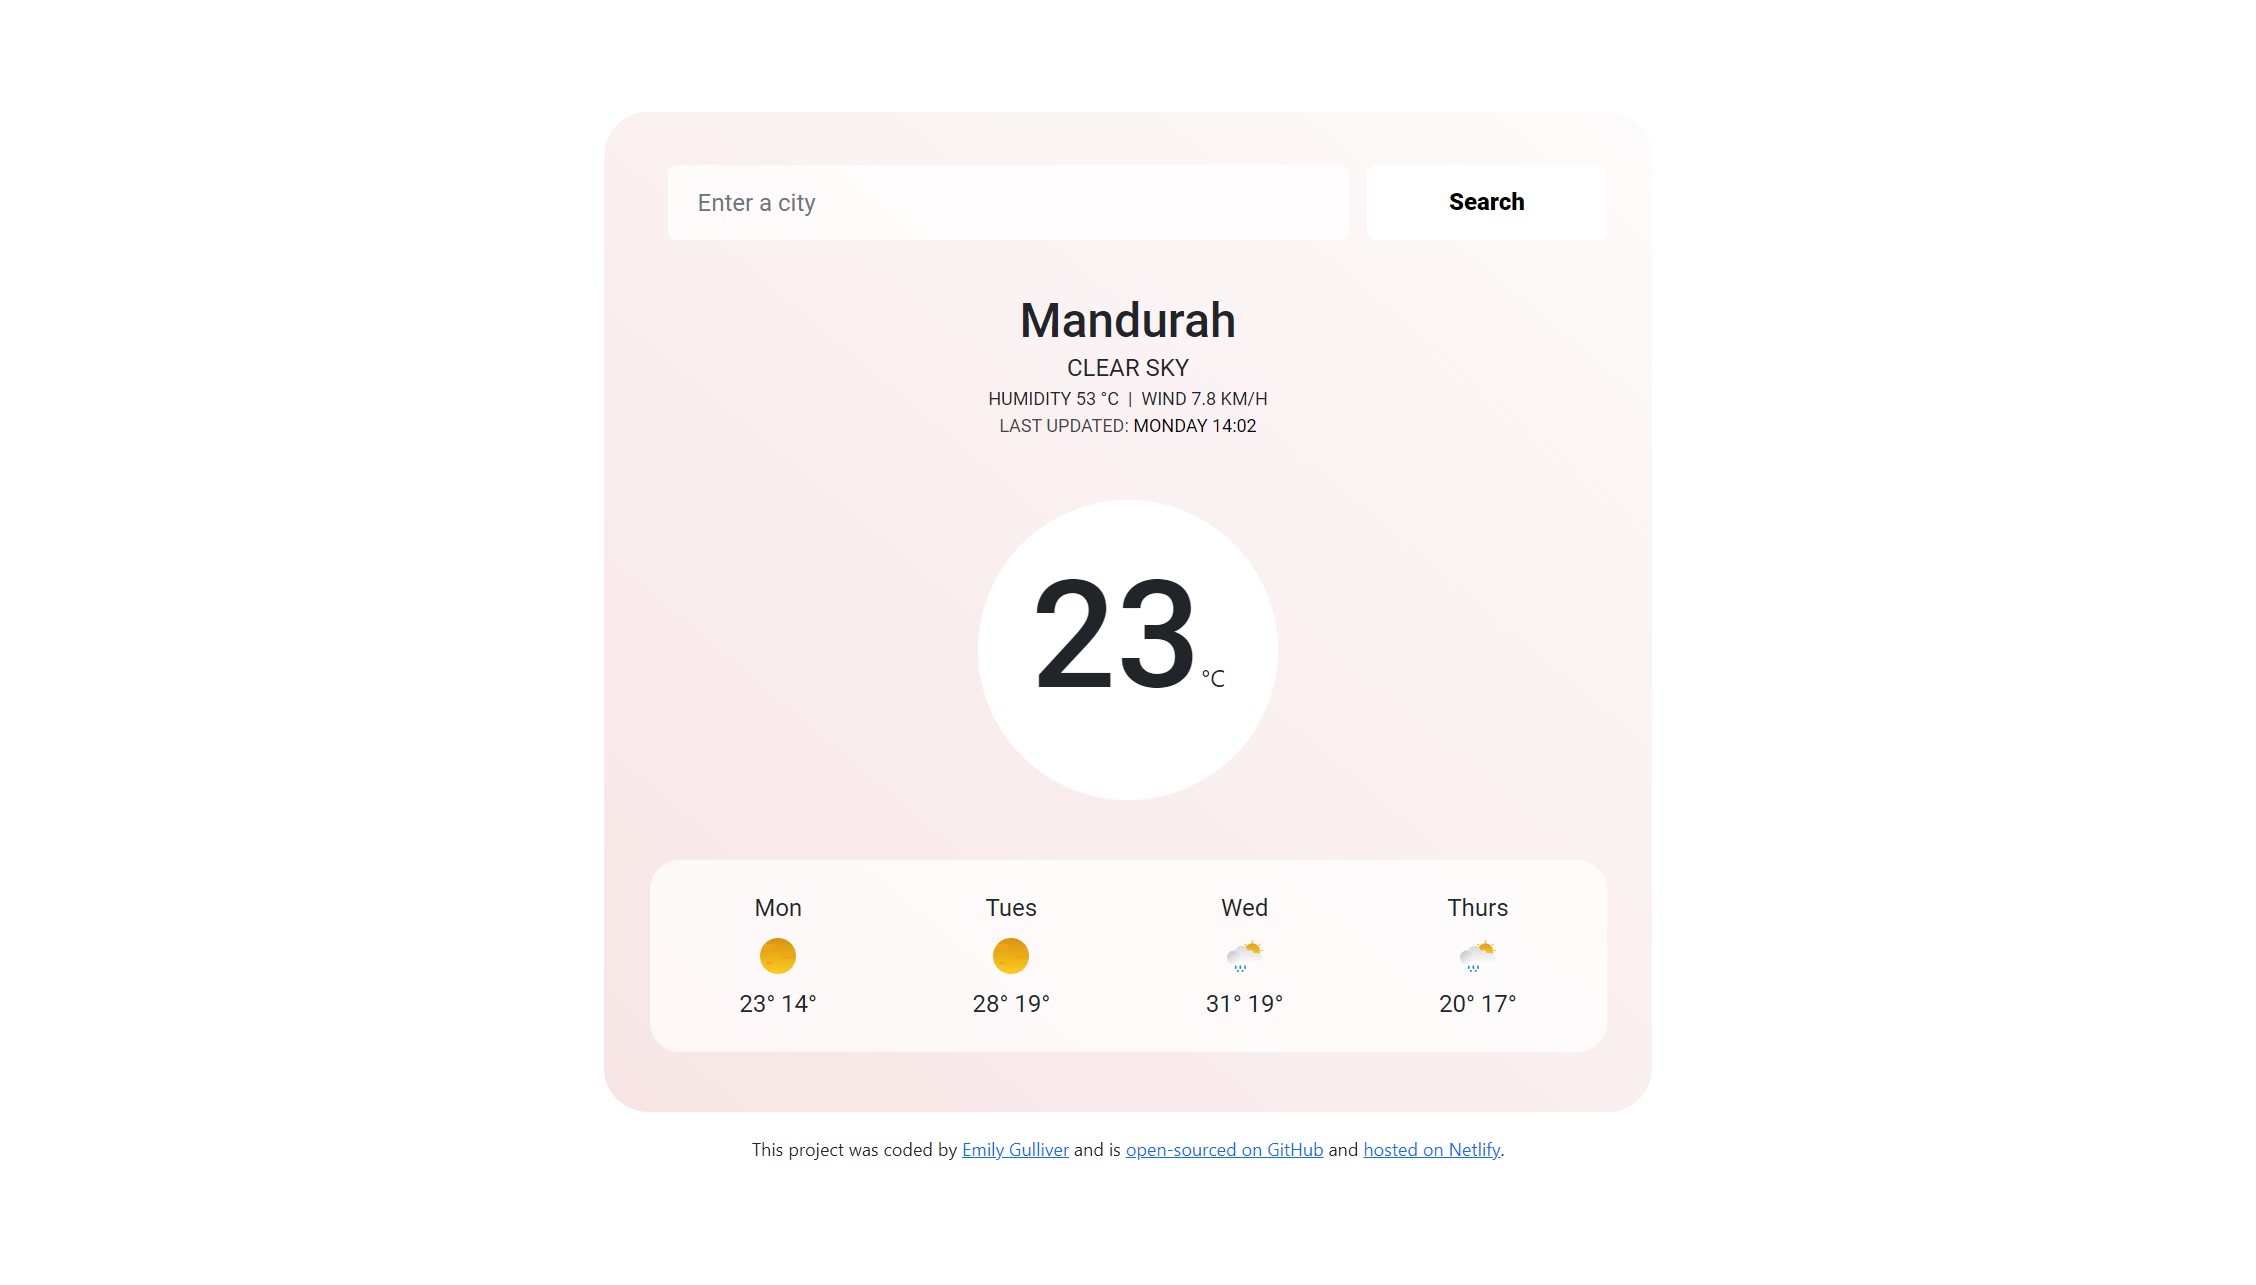 Enter a city
Search
Mandurah
CLEAR SKY
HUMIDITY 53 °C | WIND 7.8 KM/H
LAST UPDATED: MONDAY 14:02
23 °C
Mon Tues Wed Thurs
23° 14° 28° 19° 31° 19° 20° 17°
This project was coded by Emily Gulliver and is open-sourced on GitHub and hosted on Netlify.